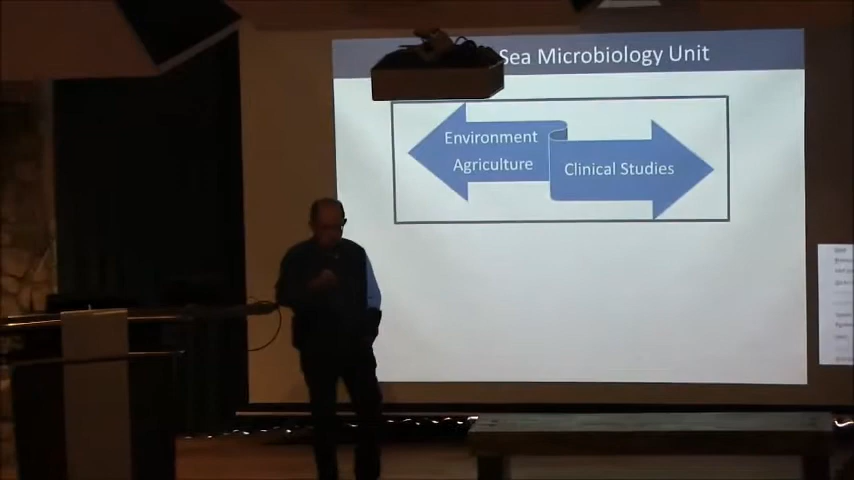 Sea Microbiology Unit
Environment
Agriculture
Clinical Studies